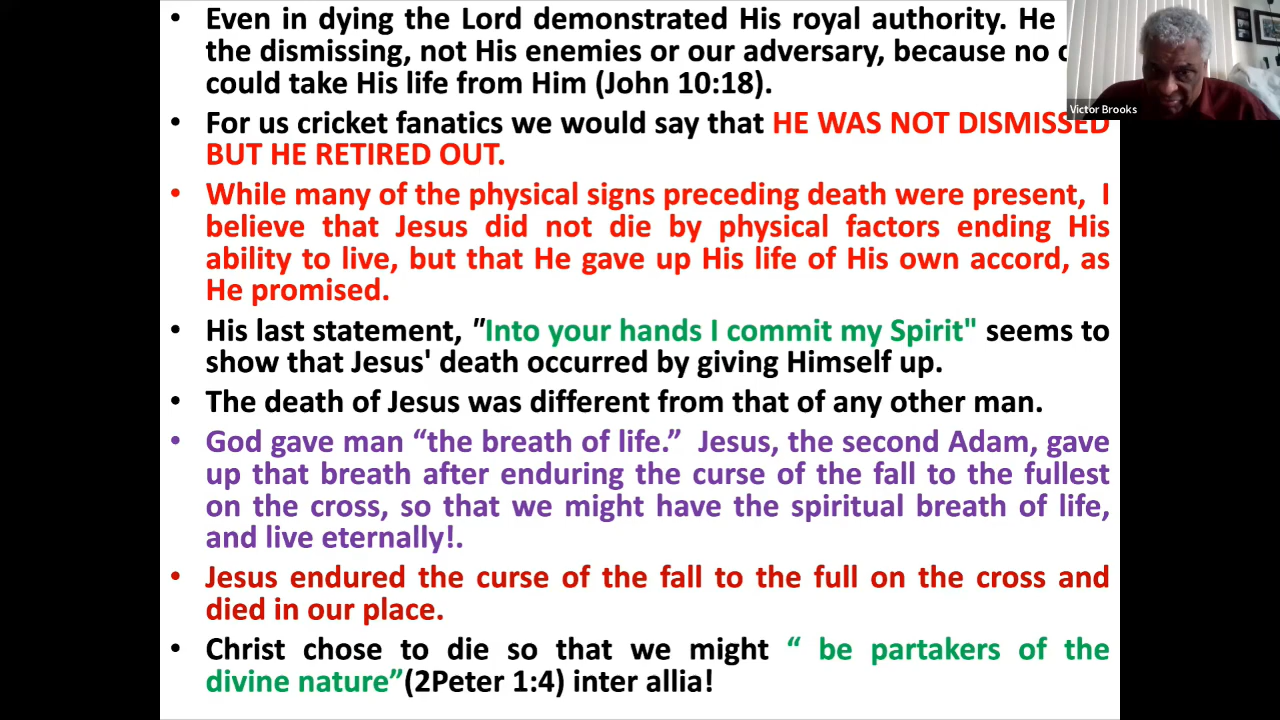 • Even in dying the Lord demonstrated His royal authority. He
the dismissing, not His enemies or our adversary, because no
could take His life from Him (John 10:18).
Victor Brooks
• For us cricket fanatics we would say that HE WAS NOT DISMISSED
BUT HE RETIRED OUT.
• While many of the physical signs preceding death were present, I
believe that Jesus did not die by physical factors ending His
ability to live, but that He gave up His life of His own accord, as
He promised.
• His last statement, "Into your hands I commit my Spirit" seems to
show that Jesus' death occurred by giving Himself up.
• The death of Jesus was different from that of any other man.
• God gave man “the breath of life.” Jesus, the second Adam, gave
up that breath after enduring the curse of the fall to the fullest
on the cross, so that we might have the spiritual breath of life,
and live eternally!.
• Jesus endured the curse of the fall to the full on the cross and
died in our place.
• Christ chose to die so that we might “ be partakers of the
divine nature”(2Peter 1:4) inter allia!